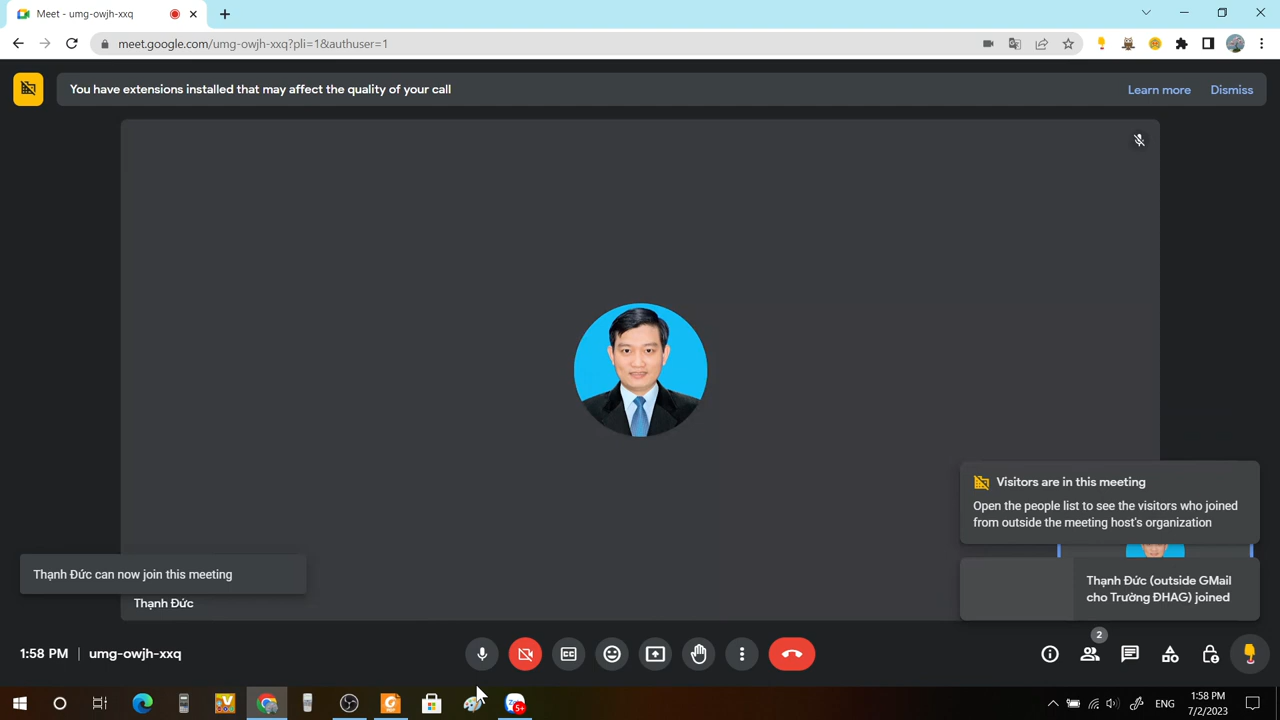 Meet - umg-owjh-xxq
meet.google.com/umg-owjh-xxq?pli=1&authuser=1
You have extensions installed that may affect the quality of your call
Learn more
Dismiss
Visitors are in this meeting
Open the people list to see the visitors who joined
from outside the meeting host's organization
Thạnh Đức can now join this meeting
Thạnh Đức (outside GMail
cho Trường ĐHAG) joined
Thạnh Đức
2
1:58 PM
umg-owjh-xxq
5+
ENG
1:58 PM
7/2/2023